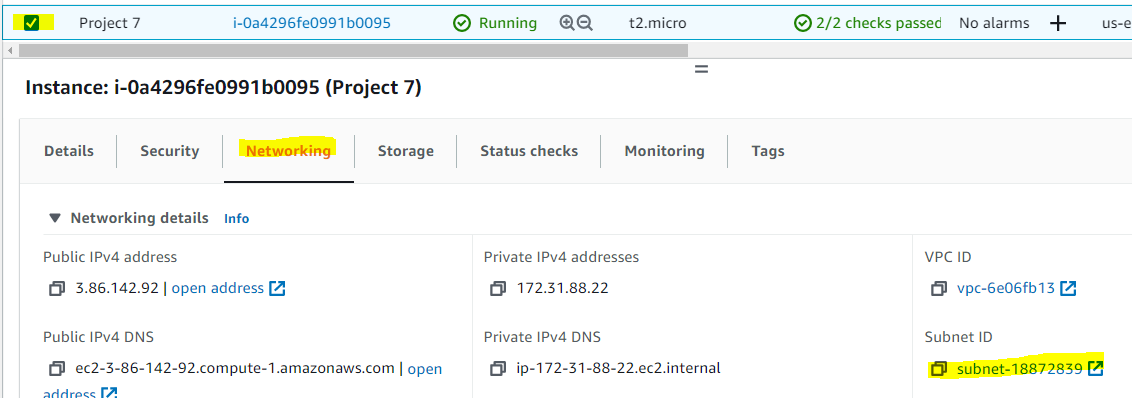 Project 7 i-0a4296fe0991b0095 Running t2.micro 2/2 checks passed No alarms + us-e
Instance: i-0a4296fe0991b0095 (Project 7)
Details Security Networking Storage Status checks Monitoring Tags
Networking details Info
Public IPv4 address Private IPv4 addresses VPC ID
3.86.142.92 | open address 172.31.88.22 vpc-6e06fb13
Public IPv4 DNS Private IPv4 DNS Subnet ID
ec2-3-86-142-92.compute-1.amazonaws.com | open ip-172-31-88-22.ec2.internal subnet-18872839
address